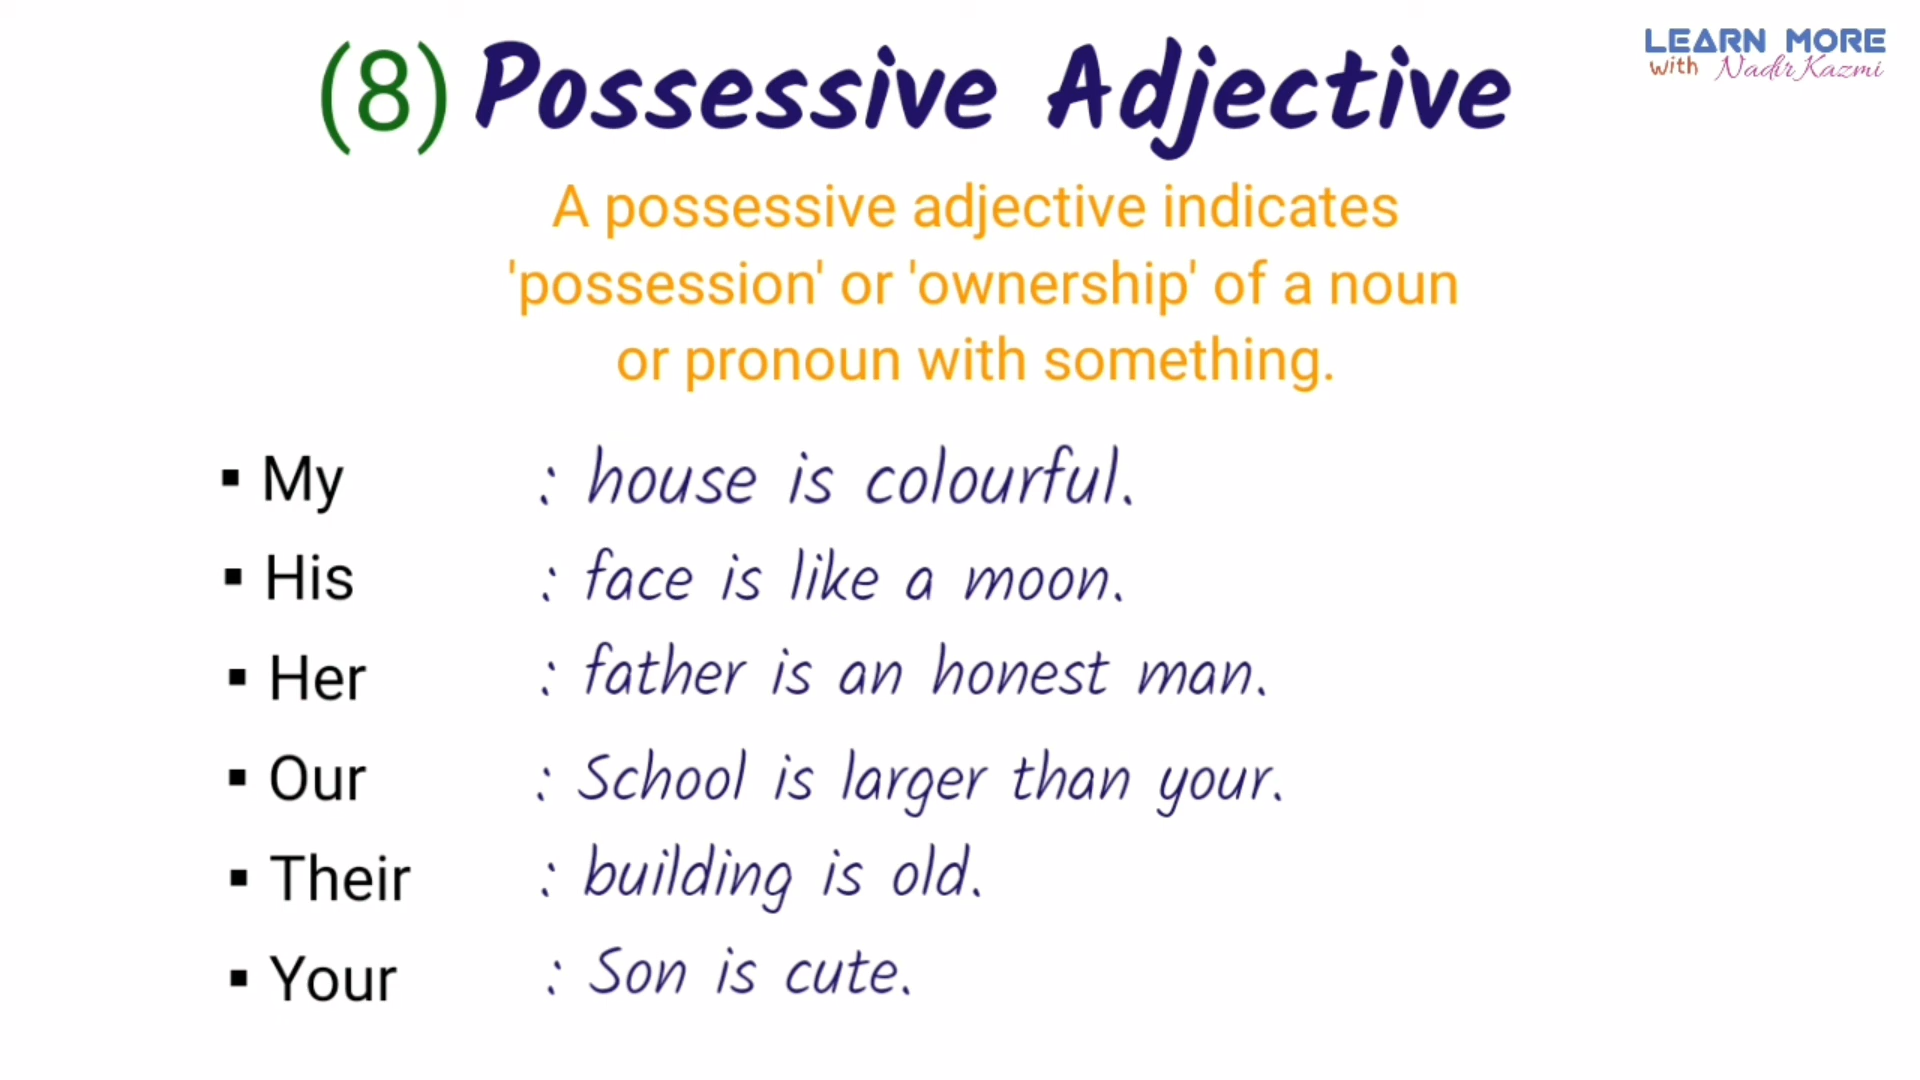 LEARN MORE
with Nadir Kazmi
(8) Possessive Adjective
A possessive adjective indicates
'possession' or 'ownership' of a noun
or pronoun with something.
▪ My : house is colourful.
▪ His : face is like a moon.
▪ Her : father is an honest man.
▪ Our : School is larger than your.
▪ Their : building is old.
▪ Your : Son is cute.